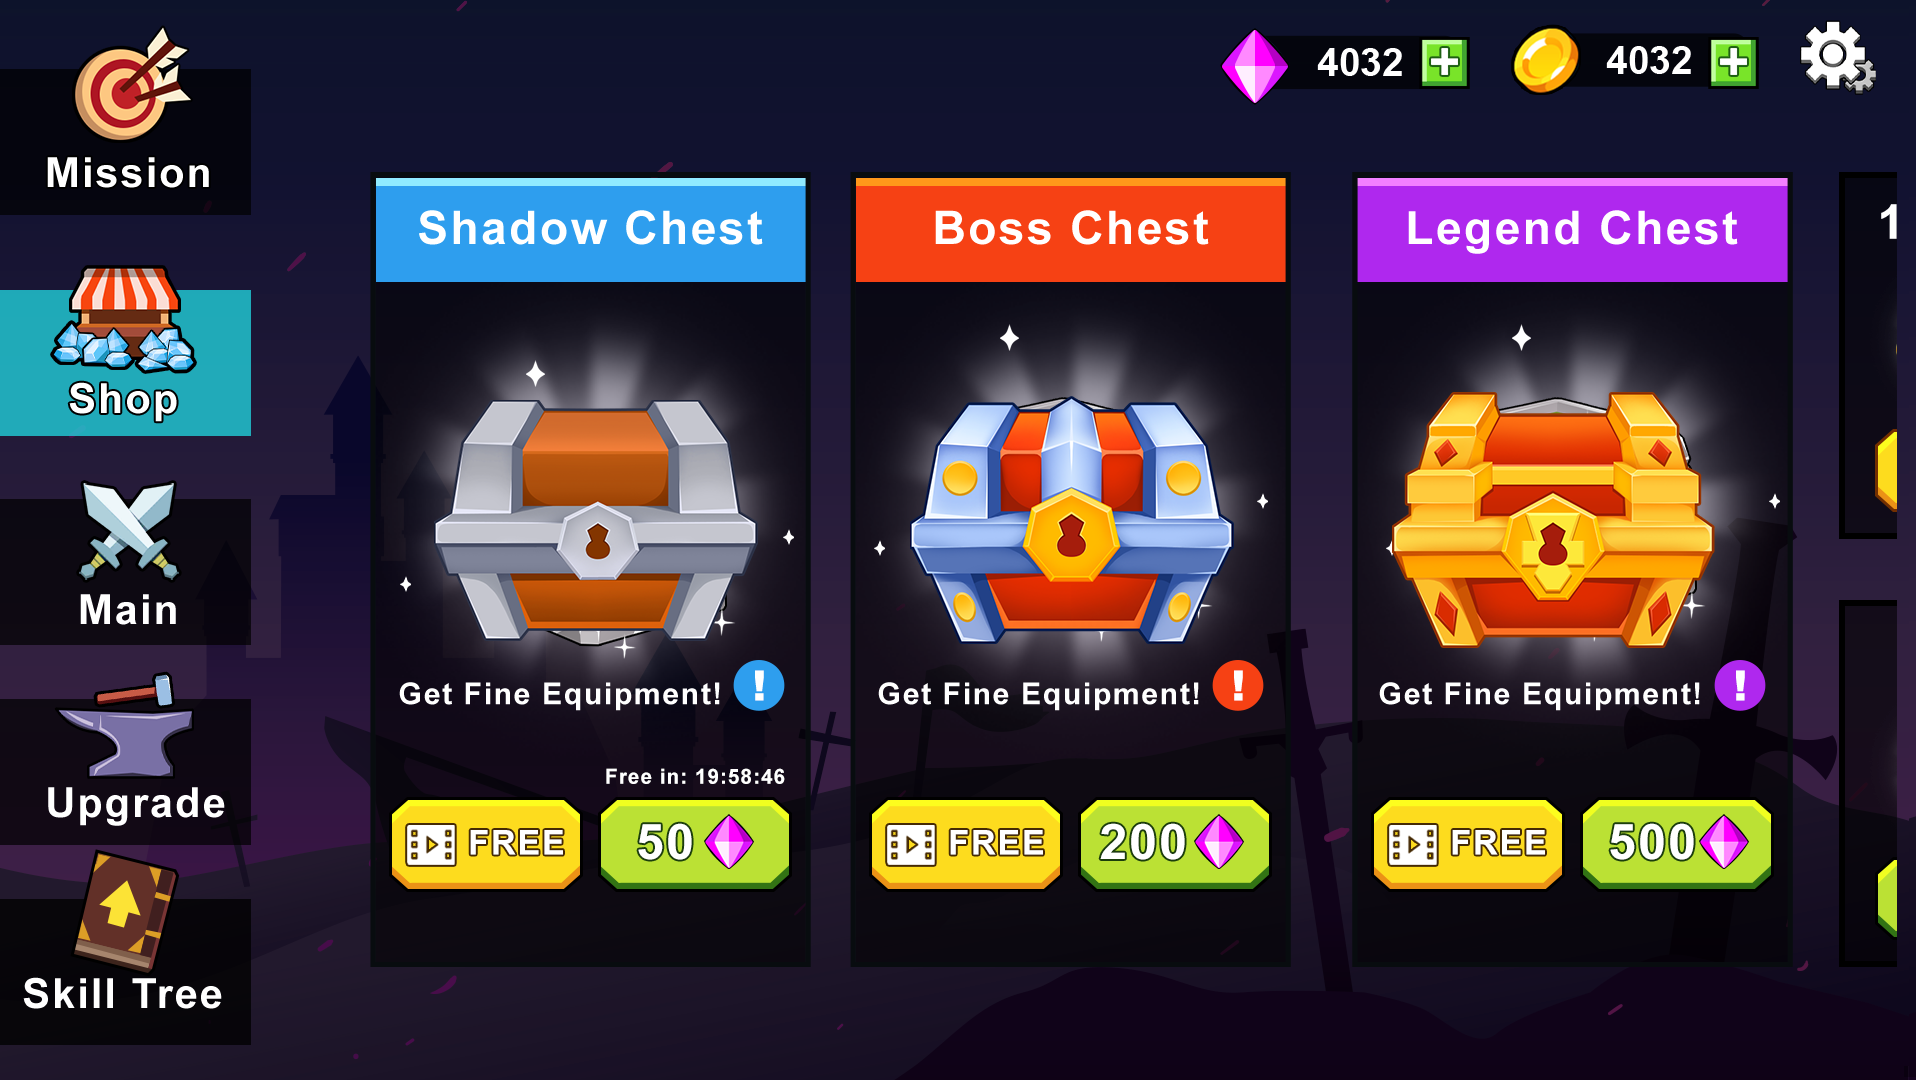 4032
4032
Mission
Shop
Main
Upgrade
Skill Tree
Shadow Chest
Get Fine Equipment!
!
Free in: 19:58:46
FREE
50
Boss Chest
Get Fine Equipment!
!
FREE
200
Legend Chest
Get Fine Equipment!
!
FREE
500
1